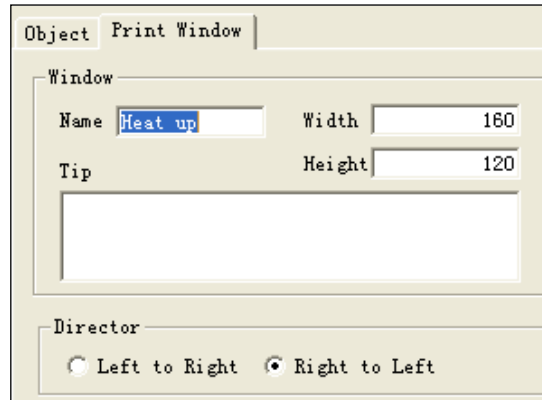 Object Print Window
Window
Name Heat up Width 160
Tip Height 120
Director
Left to Right Right to Left